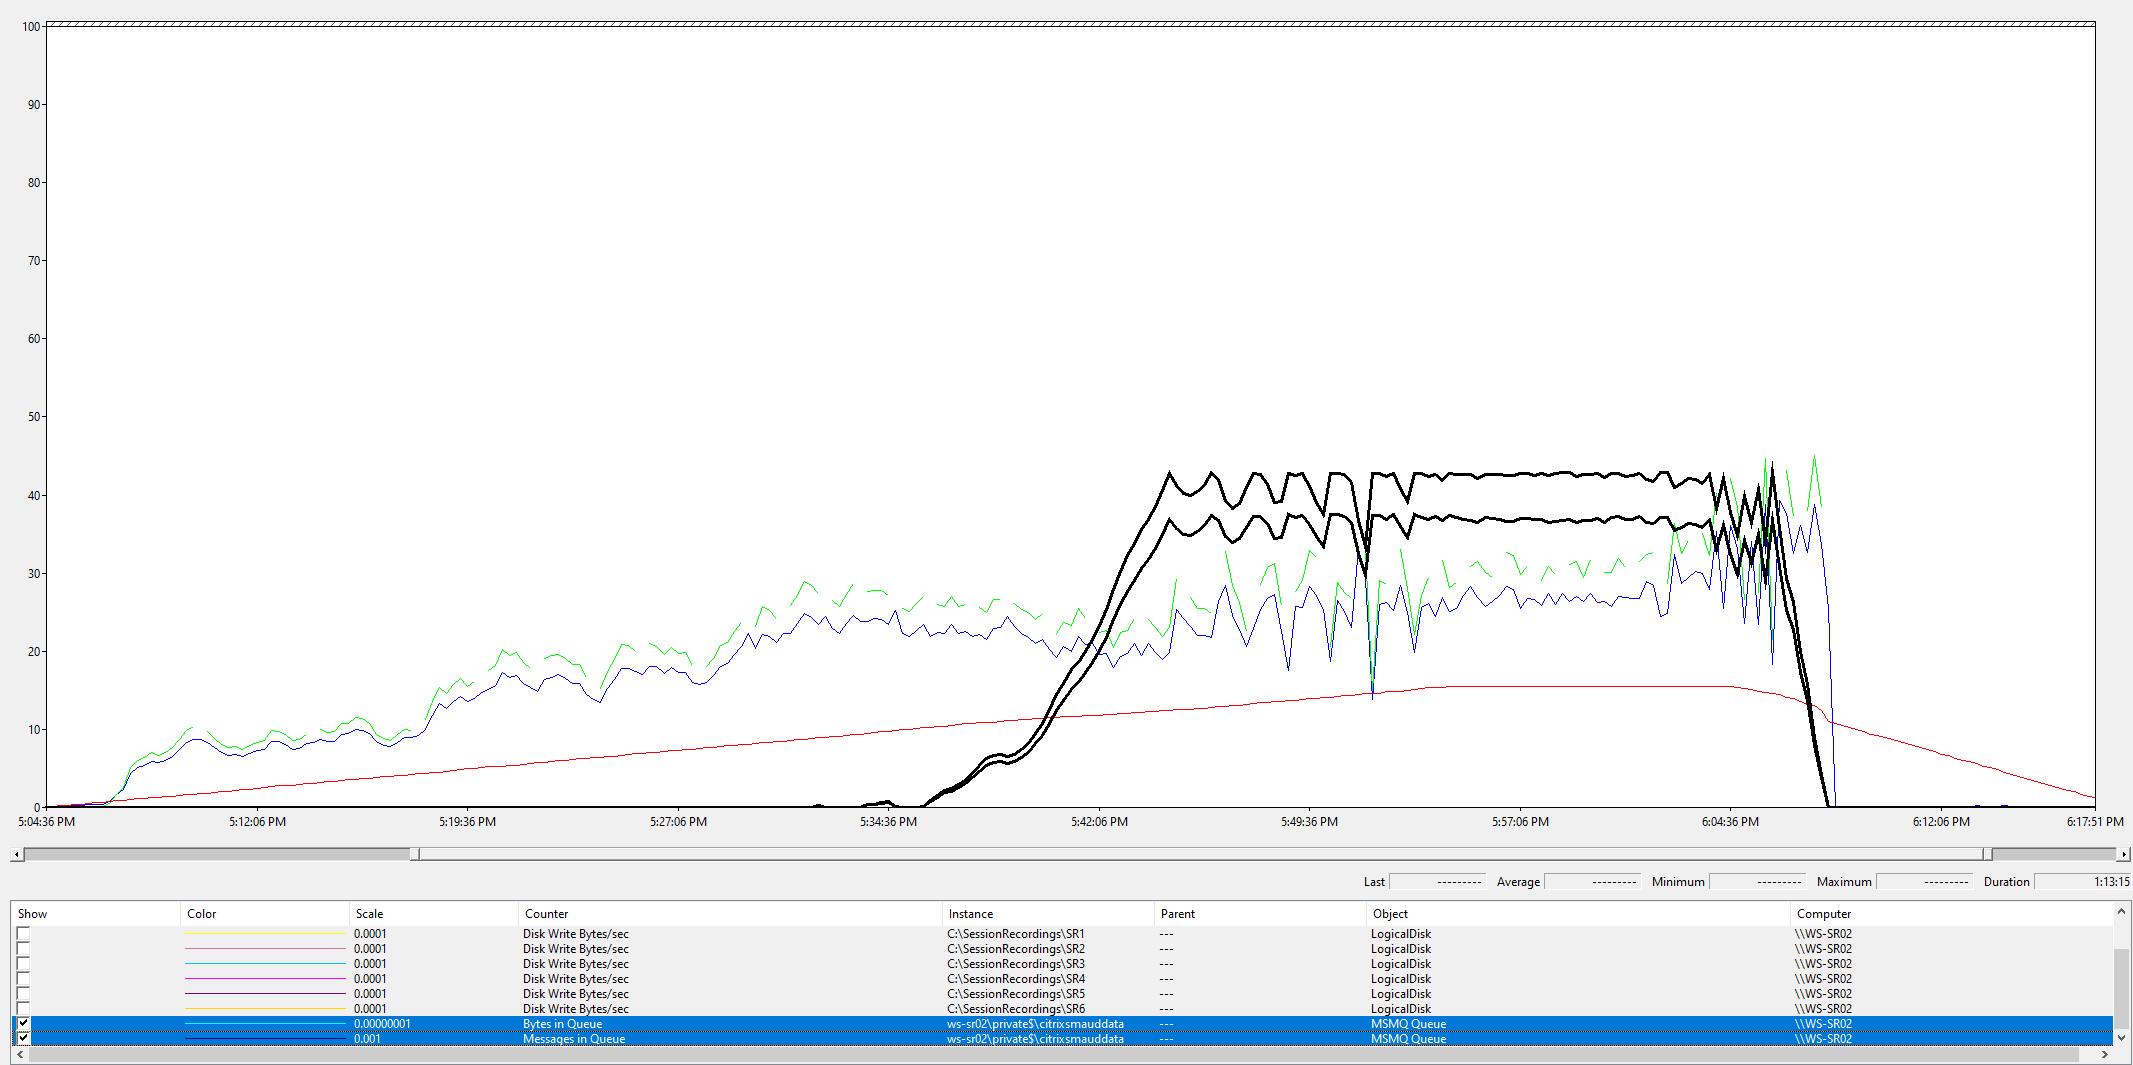 100
90
80
70
60
50
40
30
20
10
0
5:04:36 PM 5:12:06 PM 5:19:36 PM 5:27:06 PM 5:34:36 PM 5:42:06 PM 5:49:36 PM 5:57:06 PM 6:04:36 PM 6:12:06 PM 6:17:51 PM
Last --------- Average --------- Minimum --------- Maximum --------- Duration 1:13:15
Show Color Scale Counter Instance Parent Object Computer
0.0001 Disk Write Bytes/sec C:\SessionRecordings\SR1 --- LogicalDisk \\WS-SR02
0.0001 Disk Write Bytes/sec C:\SessionRecordings\SR2 --- LogicalDisk \\WS-SR02
0.0001 Disk Write Bytes/sec C:\SessionRecordings\SR3 --- LogicalDisk \\WS-SR02
0.0001 Disk Write Bytes/sec C:\SessionRecordings\SR4 --- LogicalDisk \\WS-SR02
0.0001 Disk Write Bytes/sec C:\SessionRecordings\SR5 --- LogicalDisk \\WS-SR02
0.0001 Disk Write Bytes/sec C:\SessionRecordings\SR6 --- LogicalDisk \\WS-SR02
0.00000001 Bytes in Queue ws-sr02\private$\citrixsmauddata --- MSMQ Queue \\WS-SR02
0.001 Messages in Queue ws-sr02\private$\citrixsmauddata --- MSMQ Queue \\WS-SR02